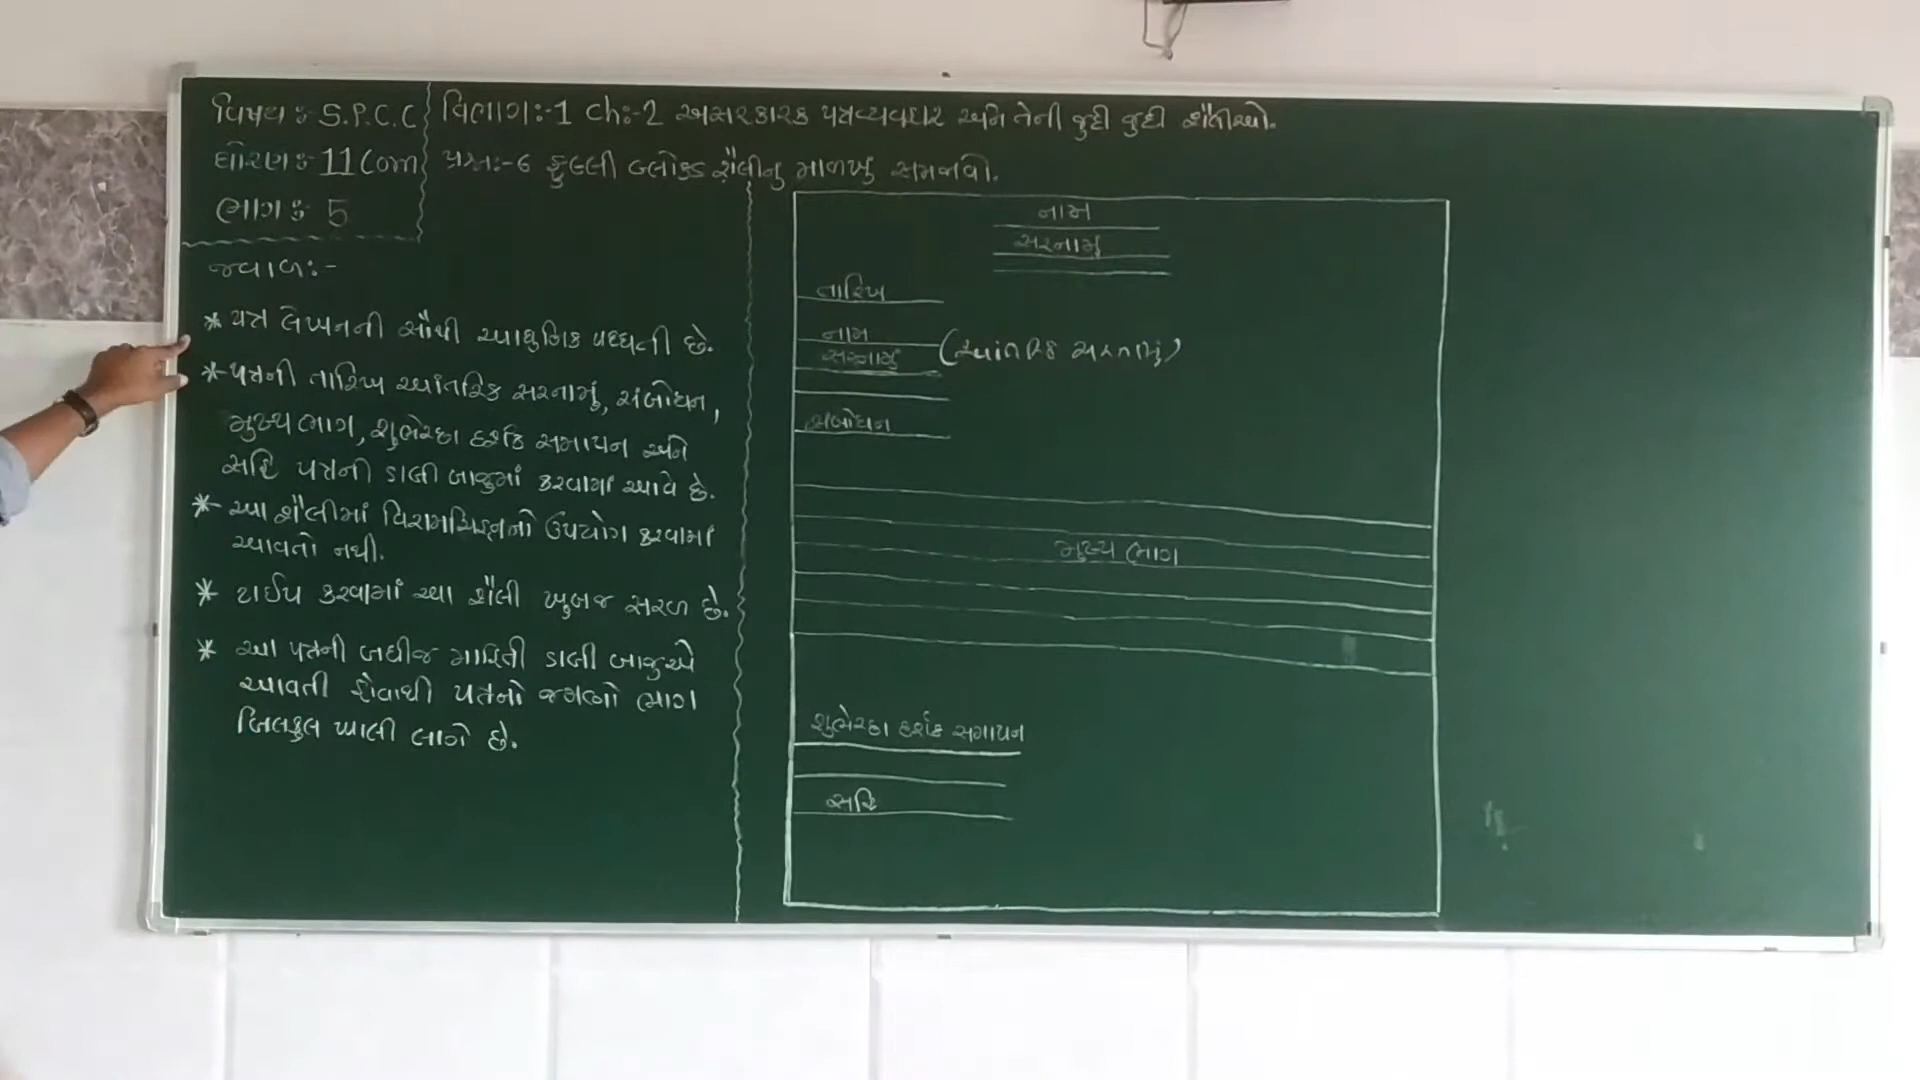 વિષય :- S.P.C.C
ધોરણ :- 11 Com
ભાગ :- 5
વિભાગ:-1 ch:-2 અસરકારક પત્રવ્યવહાર અને તેની જુદી જુદી શૈલીઓ.
પ્રશ્ન:-6 ફુલ્લી બ્લોક્ડ શૈલીનુ માળખુ સમજાવો.
જવાબ:-
* પત્ર લેખનની સૌથી આધુનિક પધ્ધતી છે.
* પત્રની તારીખ આંતરિક સરનામું, સંબોધન,
મુખ્ય ભાગ, શુભેચ્છા દર્શક સમાપન અને
સહિ પત્રની ડાબી બાજુમાં કરવામાં આવે છે.
* આ શૈલીમાં વિરામચિહ્નનો ઉપયોગ કરવામાં
આવતો નથી.
* ટાઈપ કરવામાં આ શૈલી ખુબજ સરળ છે.
* આ પત્રની બધીજ માહિતી ડાબી બાજુએ
આવતી હોવાથી પત્રનો જમણો ભાગ
બિલકુલ ખાલી લાગે છે.
નામ
સરનામું
તારિખ
નામ
સરનામું (આંતરિક સરનામું)
સંબોધન
મુખ્ય ભાગ
શુભેચ્છા દર્શક સમાપન
સહિ